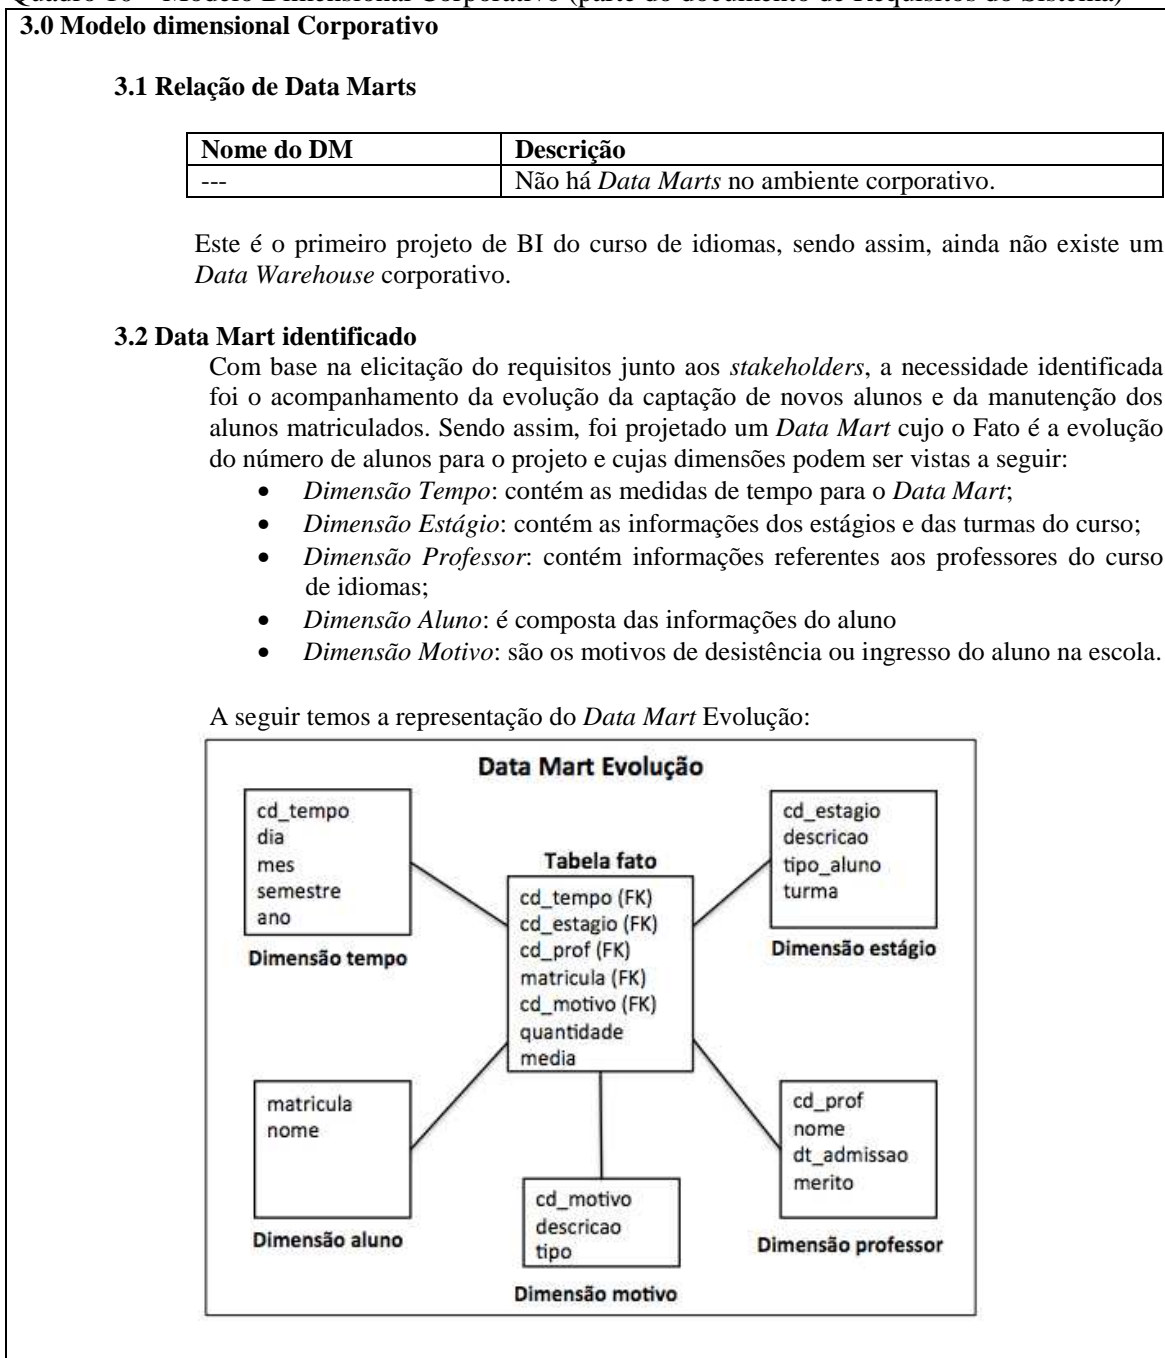 Quadro 10 – Modelo Dimensional Corporativo (parte do documento de Requisitos do Sistema)
3.0 Modelo dimensional Corporativo
3.1 Relação de Data Marts
Nome do DM Descrição
--- Não há Data Marts no ambiente corporativo.
Este é o primeiro projeto de BI do curso de idiomas, sendo assim, ainda não existe um
Data Warehouse corporativo.
3.2 Data Mart identificado
Com base na elicitação do requisitos junto aos stakeholders, a necessidade identificada
foi o acompanhamento da evolução da captação de novos alunos e da manutenção dos
alunos matriculados. Sendo assim, foi projetado um Data Mart cujo o Fato é a evolução
do número de alunos para o projeto e cujas dimensões podem ser vistas a seguir:
• Dimensão Tempo: contém as medidas de tempo para o Data Mart;
• Dimensão Estágio: contém as informações dos estágios e das turmas do curso;
• Dimensão Professor: contém informações referentes aos professores do curso
de idiomas;
• Dimensão Aluno: é composta das informações do aluno
• Dimensão Motivo: são os motivos de desistência ou ingresso do aluno na escola.
A seguir temos a representação do Data Mart Evolução:
Data Mart Evolução
cd_tempo
dia
mes
semestre
ano
Dimensão tempo
Tabela fato
cd_tempo (FK)
cd_estagio (FK)
cd_prof (FK)
matricula (FK)
cd_motivo (FK)
quantidade
media
cd_estagio
descricao
tipo_aluno
turma
Dimensão estágio
matricula
nome
Dimensão aluno
cd_motivo
descricao
tipo
Dimensão motivo
cd_prof
nome
dt_admissao
merito
Dimensão professor